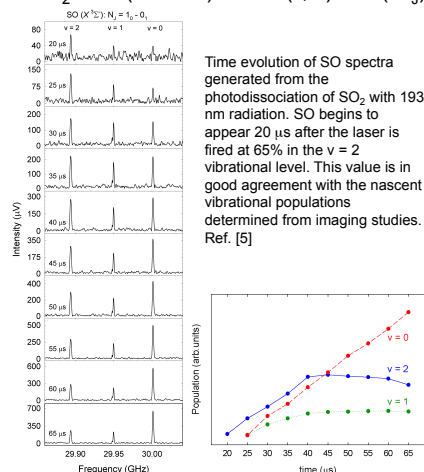 SO (X ³Σ⁻): N_J = 1₀ - 0₁
v = 2 v = 1 v = 0
80
40
0
20 μs
150
75
0
25 μs
200
100
0
30 μs
220
110
0
35 μs
300
200
100
0
40 μs
350
175
0
45 μs
400
200
0
50 μs
500
250
0
55 μs
600
300
0
60 μs
700
350
0
65 μs
Intensity (μV)
29.90 29.95 30.00
Frequency (GHz)
Time evolution of SO spectra
generated from the
photodissociation of SO₂ with 193
nm radiation. SO begins to
appear 20 μs after the laser is
fired at 65% in the v = 2
vibrational level. This value is in
good agreement with the nascent
vibrational populations
determined from imaging studies.
Ref. [5]
Population (arb.units)
v = 0
v = 2
v = 1
20 25 30 35 40 45 50 55 60 65
time (μs)